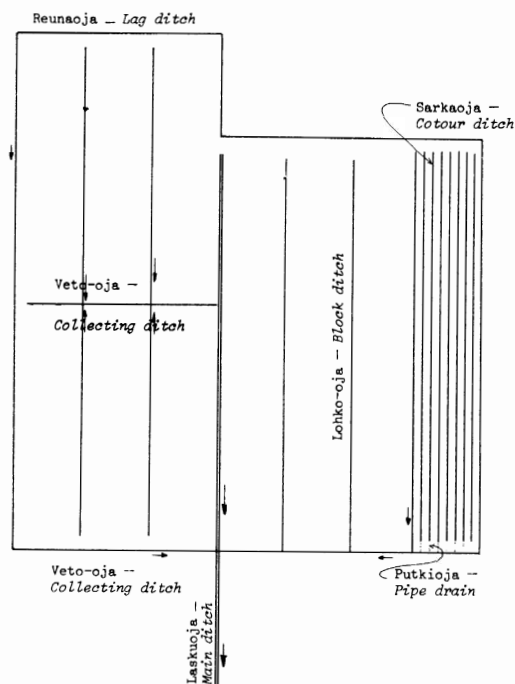 Reunaoja — Lag ditch
Sarkaoja —
Cotour ditch
Veto-oja —
Collecting ditch
Lohko-oja — Block ditch
Veto-oja —
Collecting ditch
Putkioja —
Pipe drain
Laskuoja —
Main ditch